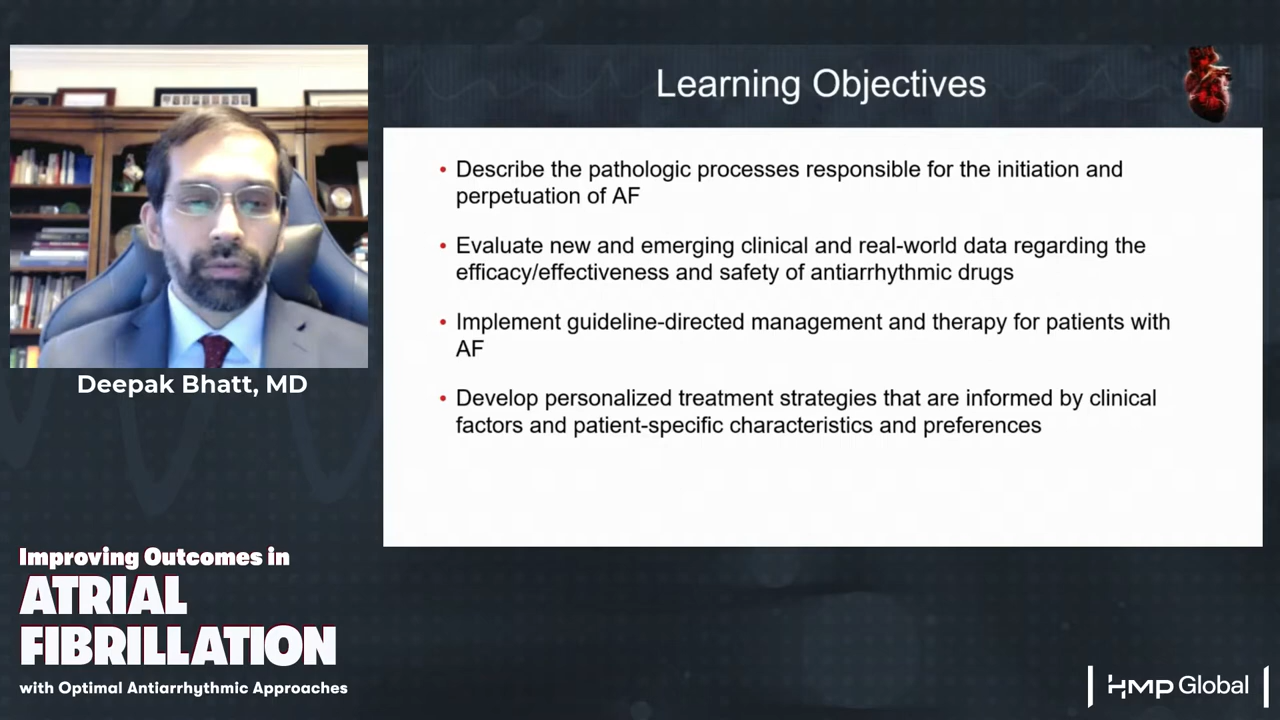 Learning Objectives
• Describe the pathologic processes responsible for the initiation and
perpetuation of AF
• Evaluate new and emerging clinical and real-world data regarding the
efficacy/effectiveness and safety of antiarrhythmic drugs
• Implement guideline-directed management and therapy for patients with
AF
• Develop personalized treatment strategies that are informed by clinical
factors and patient-specific characteristics and preferences
Deepak Bhatt, MD
Improving Outcomes in
ATRIAL
FIBRILLATION
with Optimal Antiarrhythmic Approaches
HMP Global